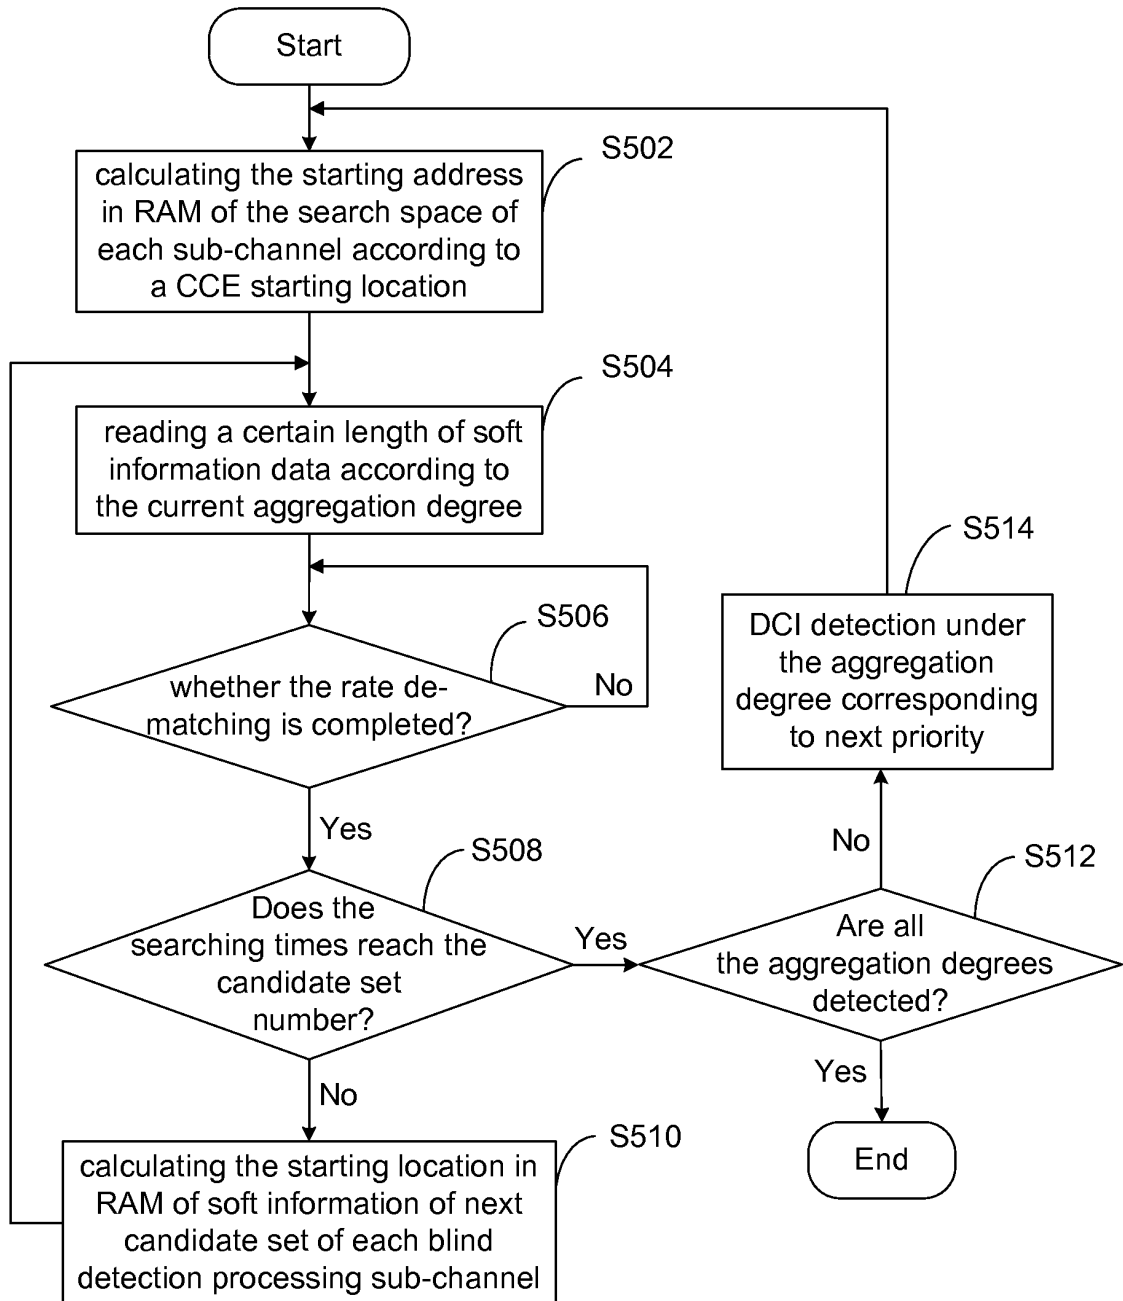 Start
S502
calculating the starting address
in RAM of the search space of
each sub-channel according to
a CCE starting location
S504
reading a certain length of soft
information data according to
the current aggregation degree
S506
whether the rate de-
matching is completed?
No
Yes
S508
Does the
searching times reach the
candidate set
number?
Yes
No
S510
calculating the starting location in
RAM of soft information of next
candidate set of each blind
detection processing sub-channel
S512
Are all
the aggregation degrees
detected?
No
S514
DCI detection under
the aggregation
degree corresponding
to next priority
Yes
End